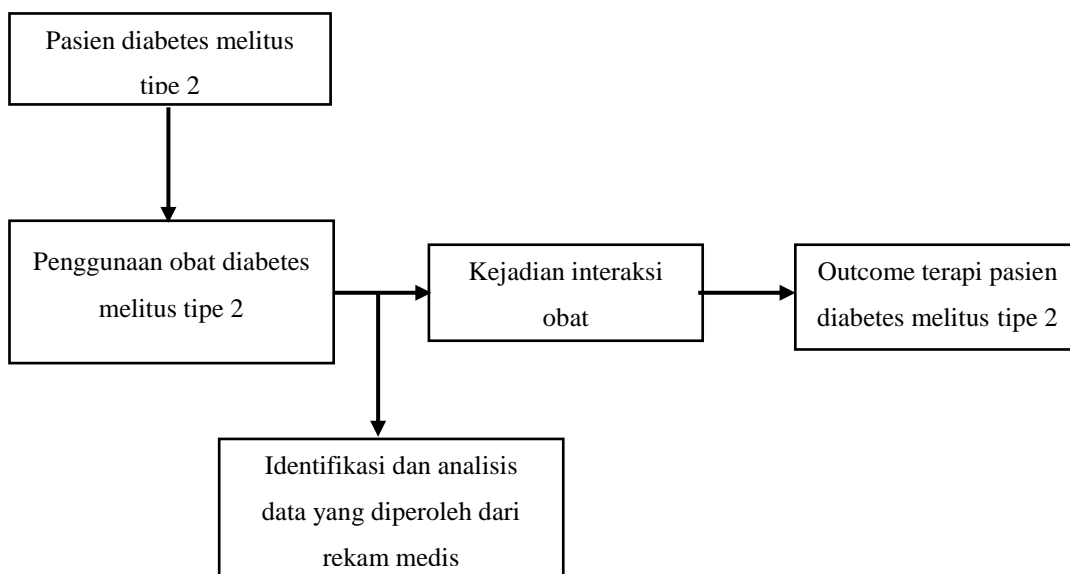 Pasien diabetes melitus
tipe 2
Penggunaan obat diabetes
melitus tipe 2
Kejadian interaksi
obat
Outcome terapi pasien
diabetes melitus tipe 2
Identifikasi dan analisis
data yang diperoleh dari
rekam medis